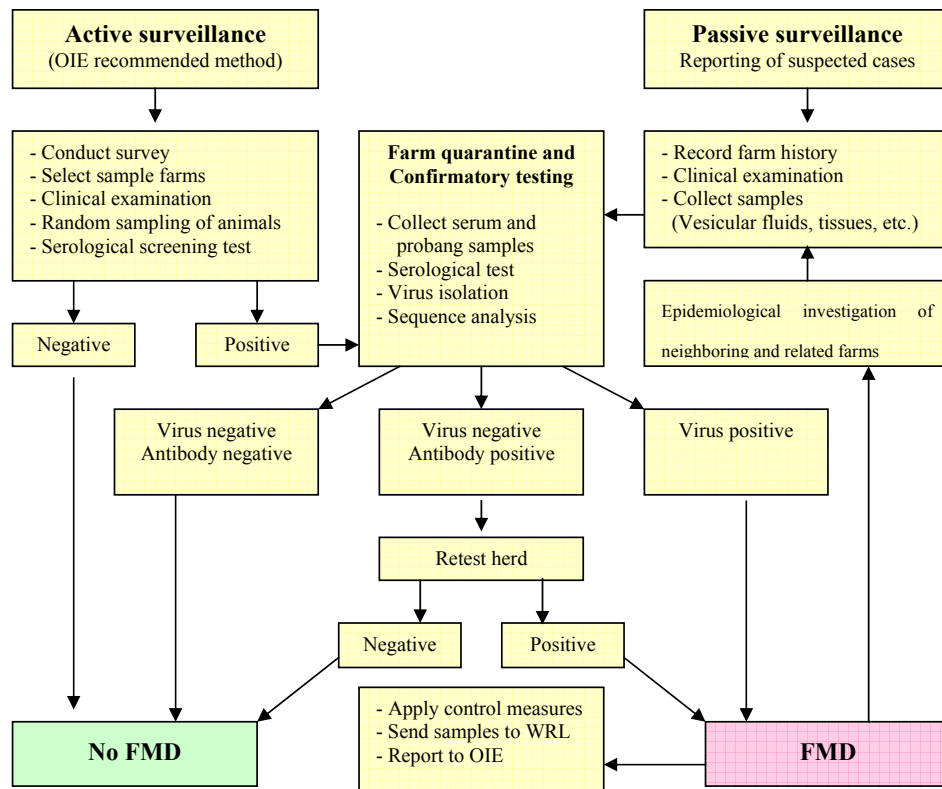 Active surveillance
(OIE recommended method)
Passive surveillance
Reporting of suspected cases
- Conduct survey
- Select sample farms
- Clinical examination
- Random sampling of animals
- Serological screening test
Farm quarantine and
Confirmatory testing
- Collect serum and
probang samples
- Serological test
- Virus isolation
- Sequence analysis
- Record farm history
- Clinical examination
- Collect samples
(Vesicular fluids, tissues, etc.)
Epidemiological investigation of
neighboring and related farms
Negative
Positive
Virus negative
Antibody negative
Virus negative
Antibody positive
Virus positive
Retest herd
Negative
Positive
- Apply control measures
- Send samples to WRL
- Report to OIE
No FMD
FMD